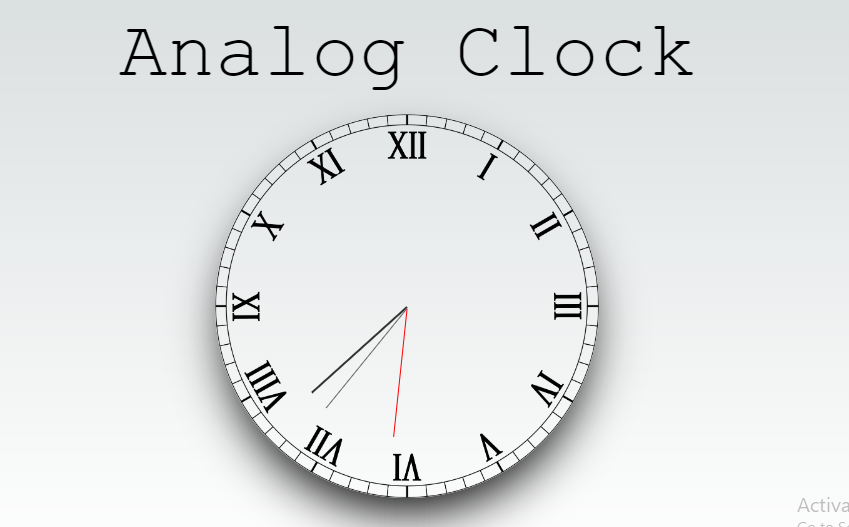 Analog Clock
XII
XI
I
X
II
IX
III
VIII
IV
VII
V
VI
Activa
Go to S